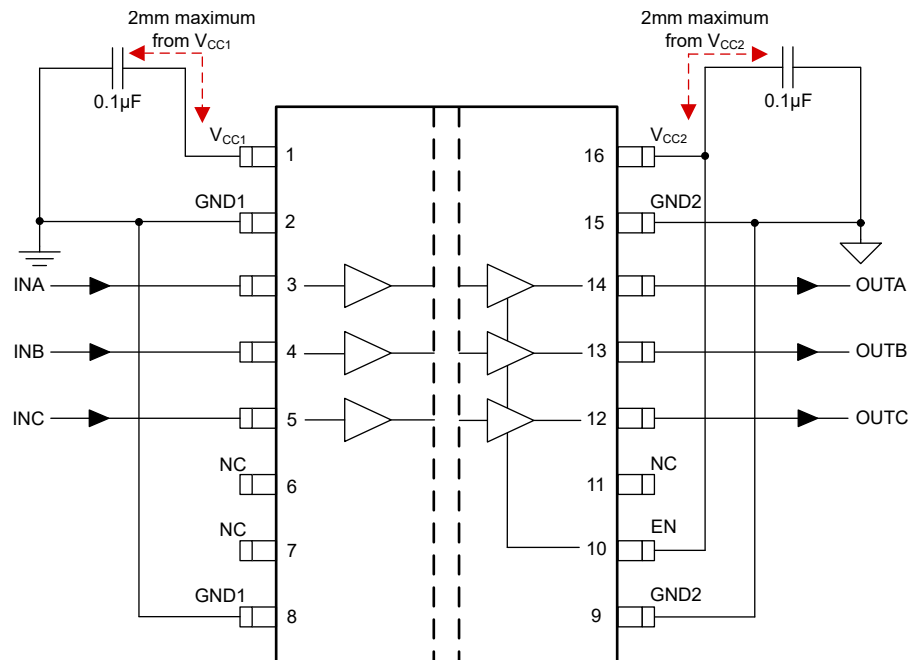 2mm maximum
from VCC1
2mm maximum
from VCC2
0.1µF
0.1µF
VCC1
1
16
VCC2
GND1
2
15
GND2
INA
3
14
OUTA
INB
4
13
OUTB
INC
5
12
OUTC
NC
6
11
NC
NC
7
10
EN
GND1
8
9
GND2